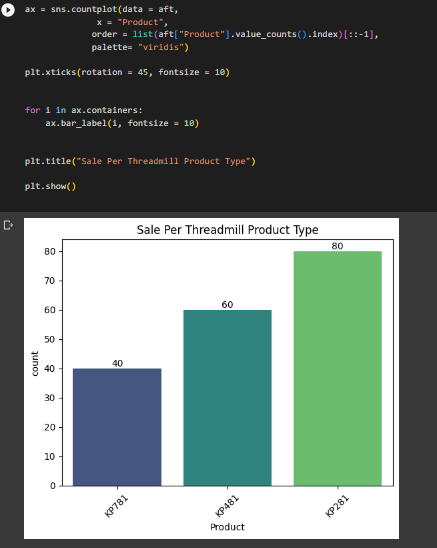 ax = sns.countplot(data = aft,
x = "Product",
order = list(aft["Product"].value_counts().index)[::-1],
palette= "viridis")
plt.xticks(rotation = 45, fontsize = 10)
for i in ax.containers:
ax.bar_label(i, fontsize = 10)
plt.title("Sale Per Threadmill Product Type")
plt.show()
Sale Per Threadmill Product Type
80
70
60
50
40
30
20
10
0
count
40
60
80
KP781
KP481
KP281
Product